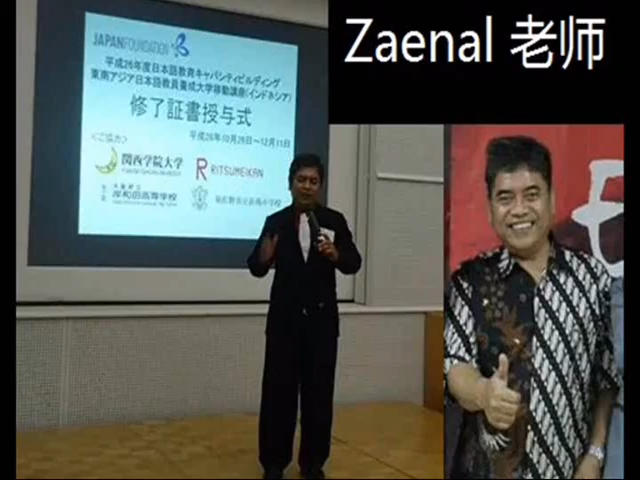 Zaenal 老师
JAPANFOUNDATION
平成26年度日本語教育キャパシティビルディング
東南アジア日本語教員養成大学移動講座(インドネシア)
修了証書授与式
<ご協力>
平成26年10月29日～12月11日
関西学院大学
RITSUMEIKAN
岸和田高等学校